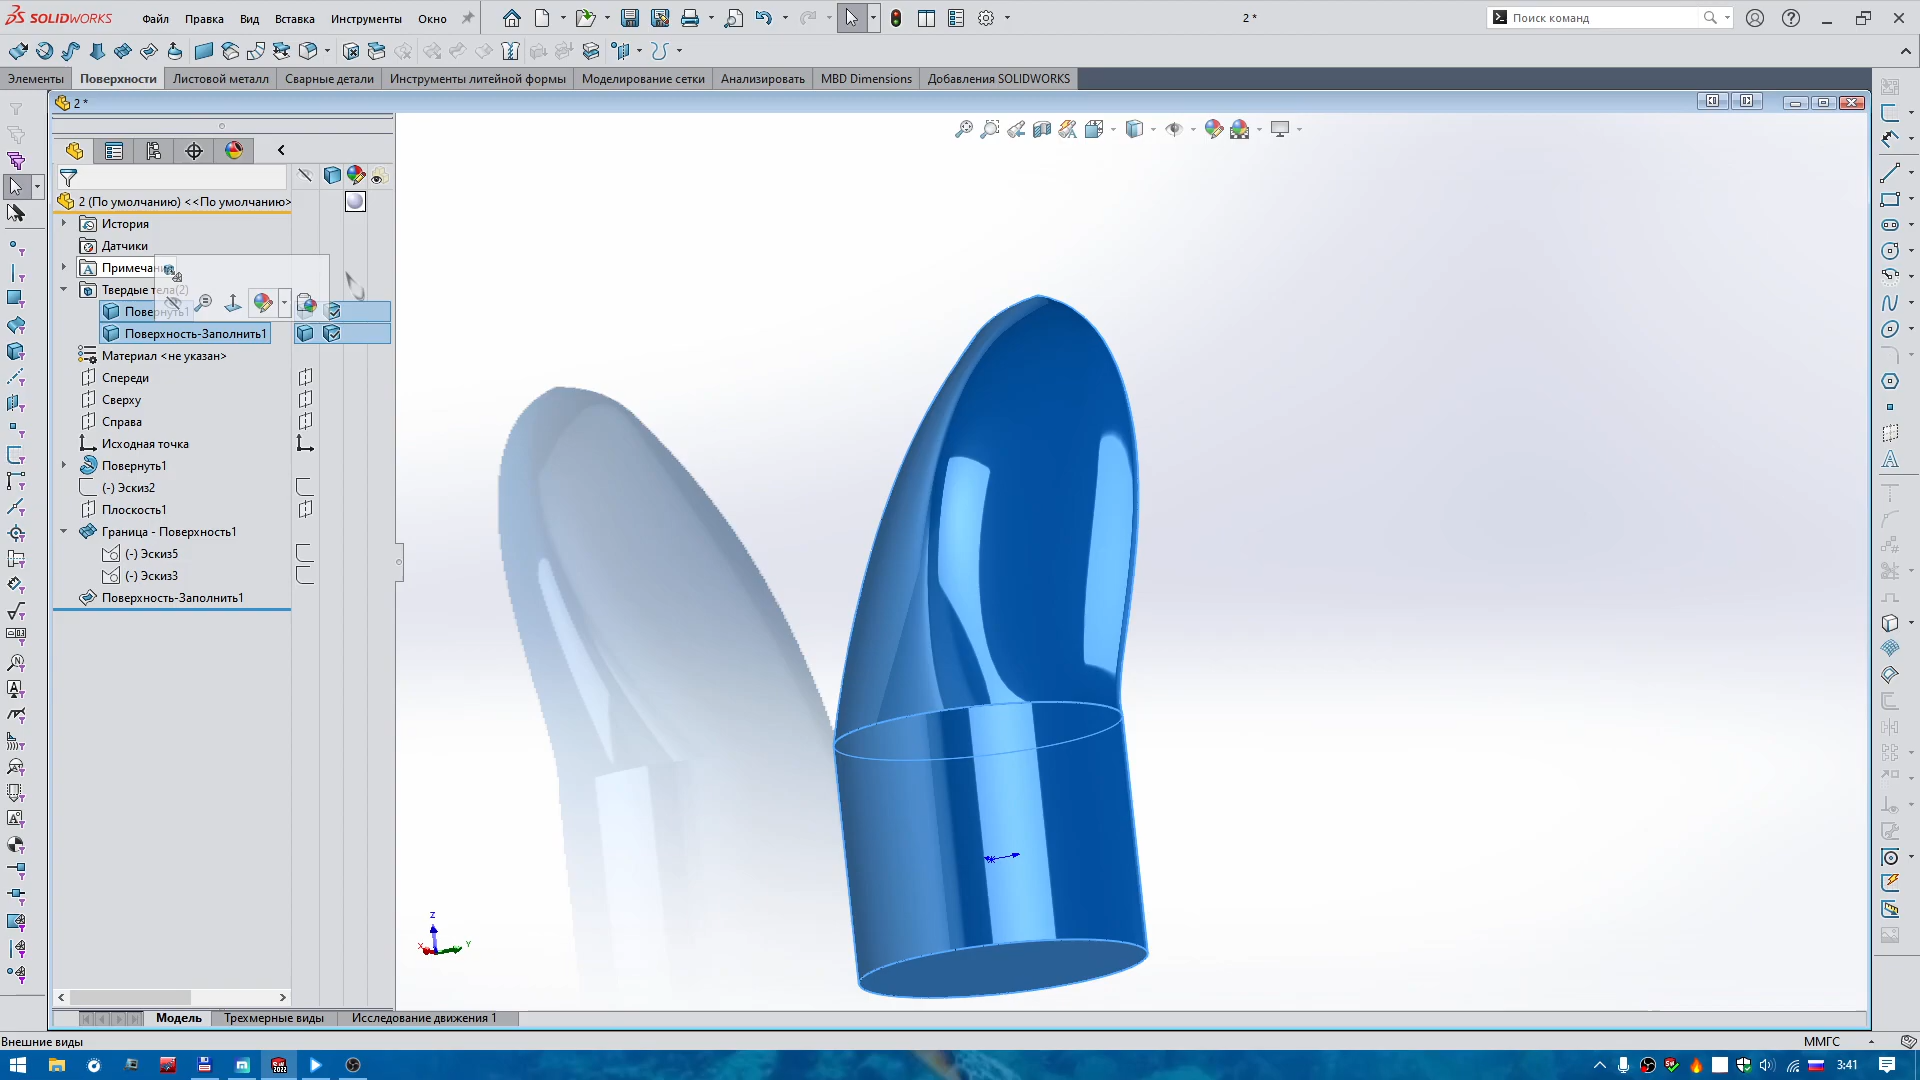 SOLIDWORKS Файл Правка Вид Вставка Инструменты Окно 2 * Поиск команд
Элементы Поверхности Листовой металл Сварные детали Инструменты литейной формы Моделирование сетки Анализировать MBD Dimensions Добавления SOLIDWORKS
2 *
2 (По умолчанию) <<По умолчанию>
История
Датчики
Примечания
Твердые тела(2)
Повернуть1
Поверхность-Заполнить1
Материал <не указан>
Спереди
Сверху
Справа
Исходная точка
Повернуть1
(-) Эскиз2
Плоскость1
Граница - Поверхность1
(-) Эскиз5
(-) Эскиз3
Поверхность-Заполнить1
Z
X
Y
Модель Трехмерные виды Исследование движения 1
Внешние виды ММГС
3:41